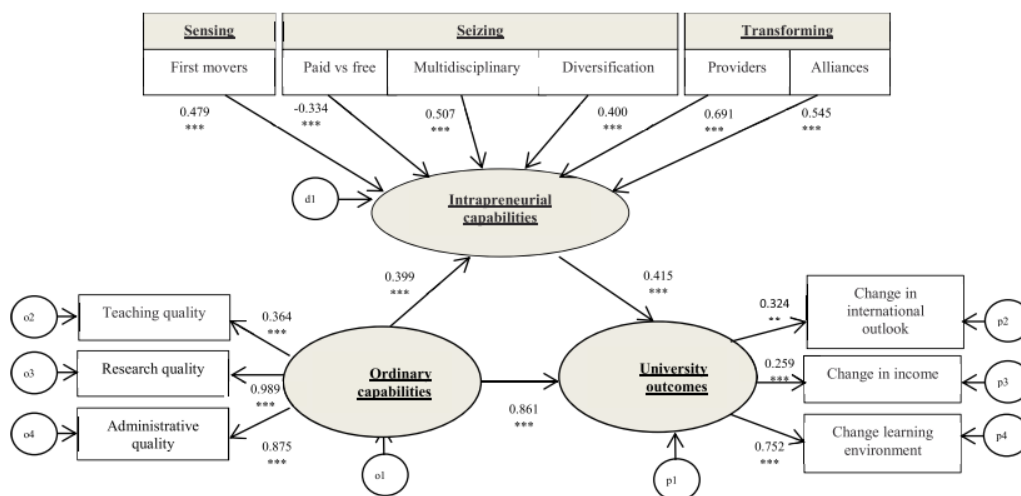 Sensing Seizing Transforming
First movers Paid vs free Multidisciplinary Diversification Providers Alliances
0.479 -0.334 0.507 0.400 0.691 0.545
*** *** *** *** *** ***
d1
Intrapreneurial
capabilities
0.399 0.415
*** ***
o2 Teaching quality
0.364
***
o3 Research quality
0.989
***
o4 Administrative
quality
0.875
***
Ordinary
capabilities
o1
0.861
***
University
outcomes
p1
0.324
**
Change in
international
outlook
p2
0.259
***
Change in income
p3
0.752
***
Change learning
environment
p4